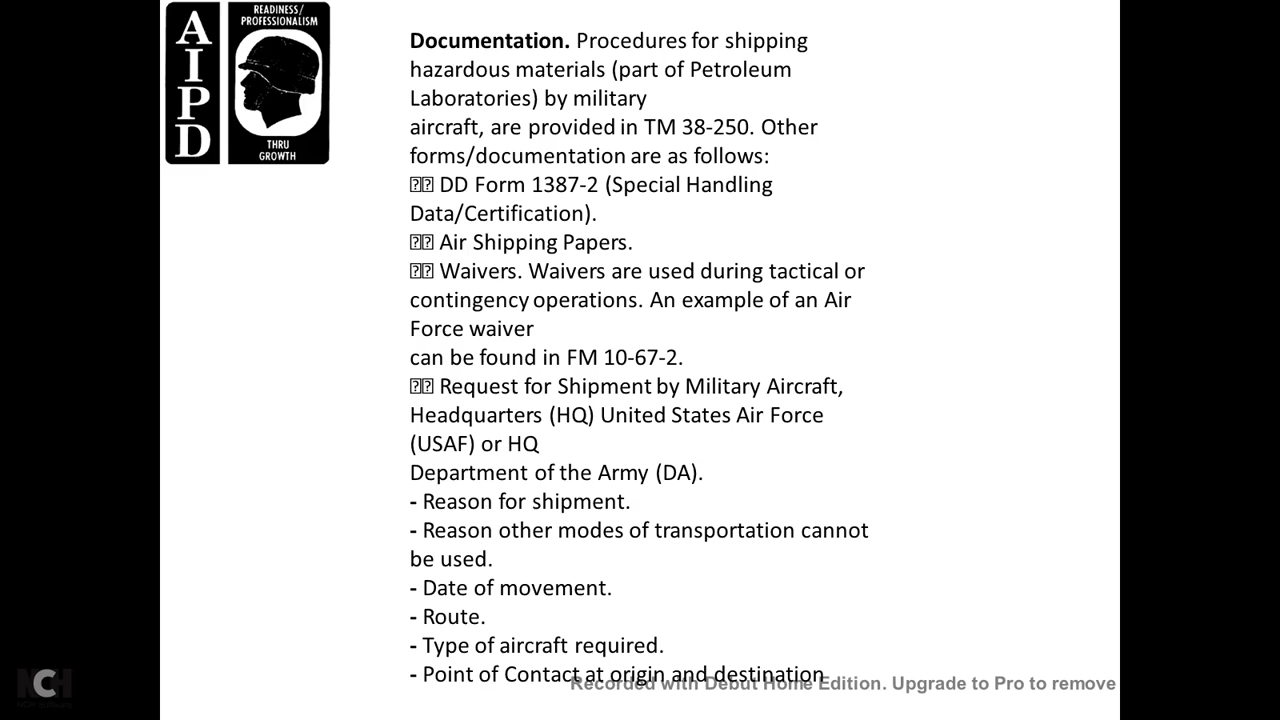 A
I
P
D
READINESS/
PROFESSIONALISM
THRU
GROWTH
Documentation. Procedures for shipping
hazardous materials (part of Petroleum
Laboratories) by military
aircraft, are provided in TM 38-250. Other
forms/documentation are as follows:
⍰⍰ DD Form 1387-2 (Special Handling
Data/Certification).
⍰⍰ Air Shipping Papers.
⍰⍰ Waivers. Waivers are used during tactical or
contingency operations. An example of an Air
Force waiver
can be found in FM 10-67-2.
⍰⍰ Request for Shipment by Military Aircraft,
Headquarters (HQ) United States Air Force
(USAF) or HQ
Department of the Army (DA).
- Reason for shipment.
- Reason other modes of transportation cannot
be used.
- Date of movement.
- Route.
- Type of aircraft required.
- Point of Contact at origin and destination
Recorded with Debut Home Edition. Upgrade to Pro to remove
NCH
NCH Software